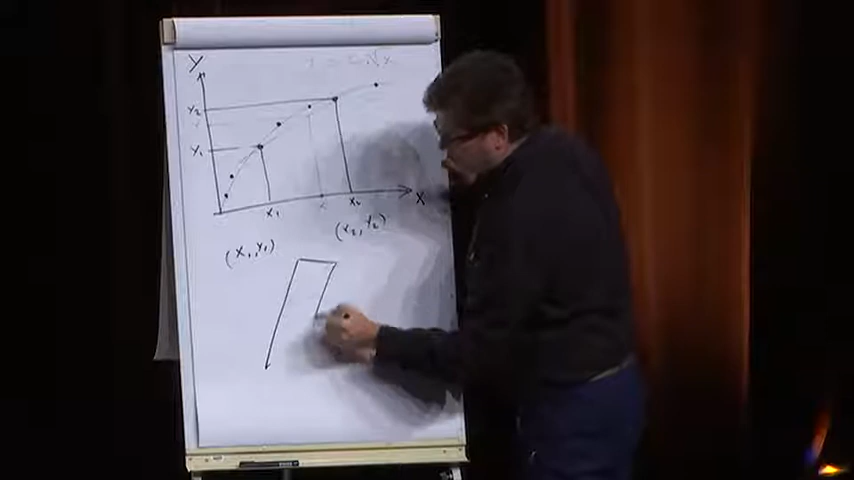 Y
Y₂
Y₁
X₁ X₂ X
(X₁,Y₁) (X₂,Y₂)